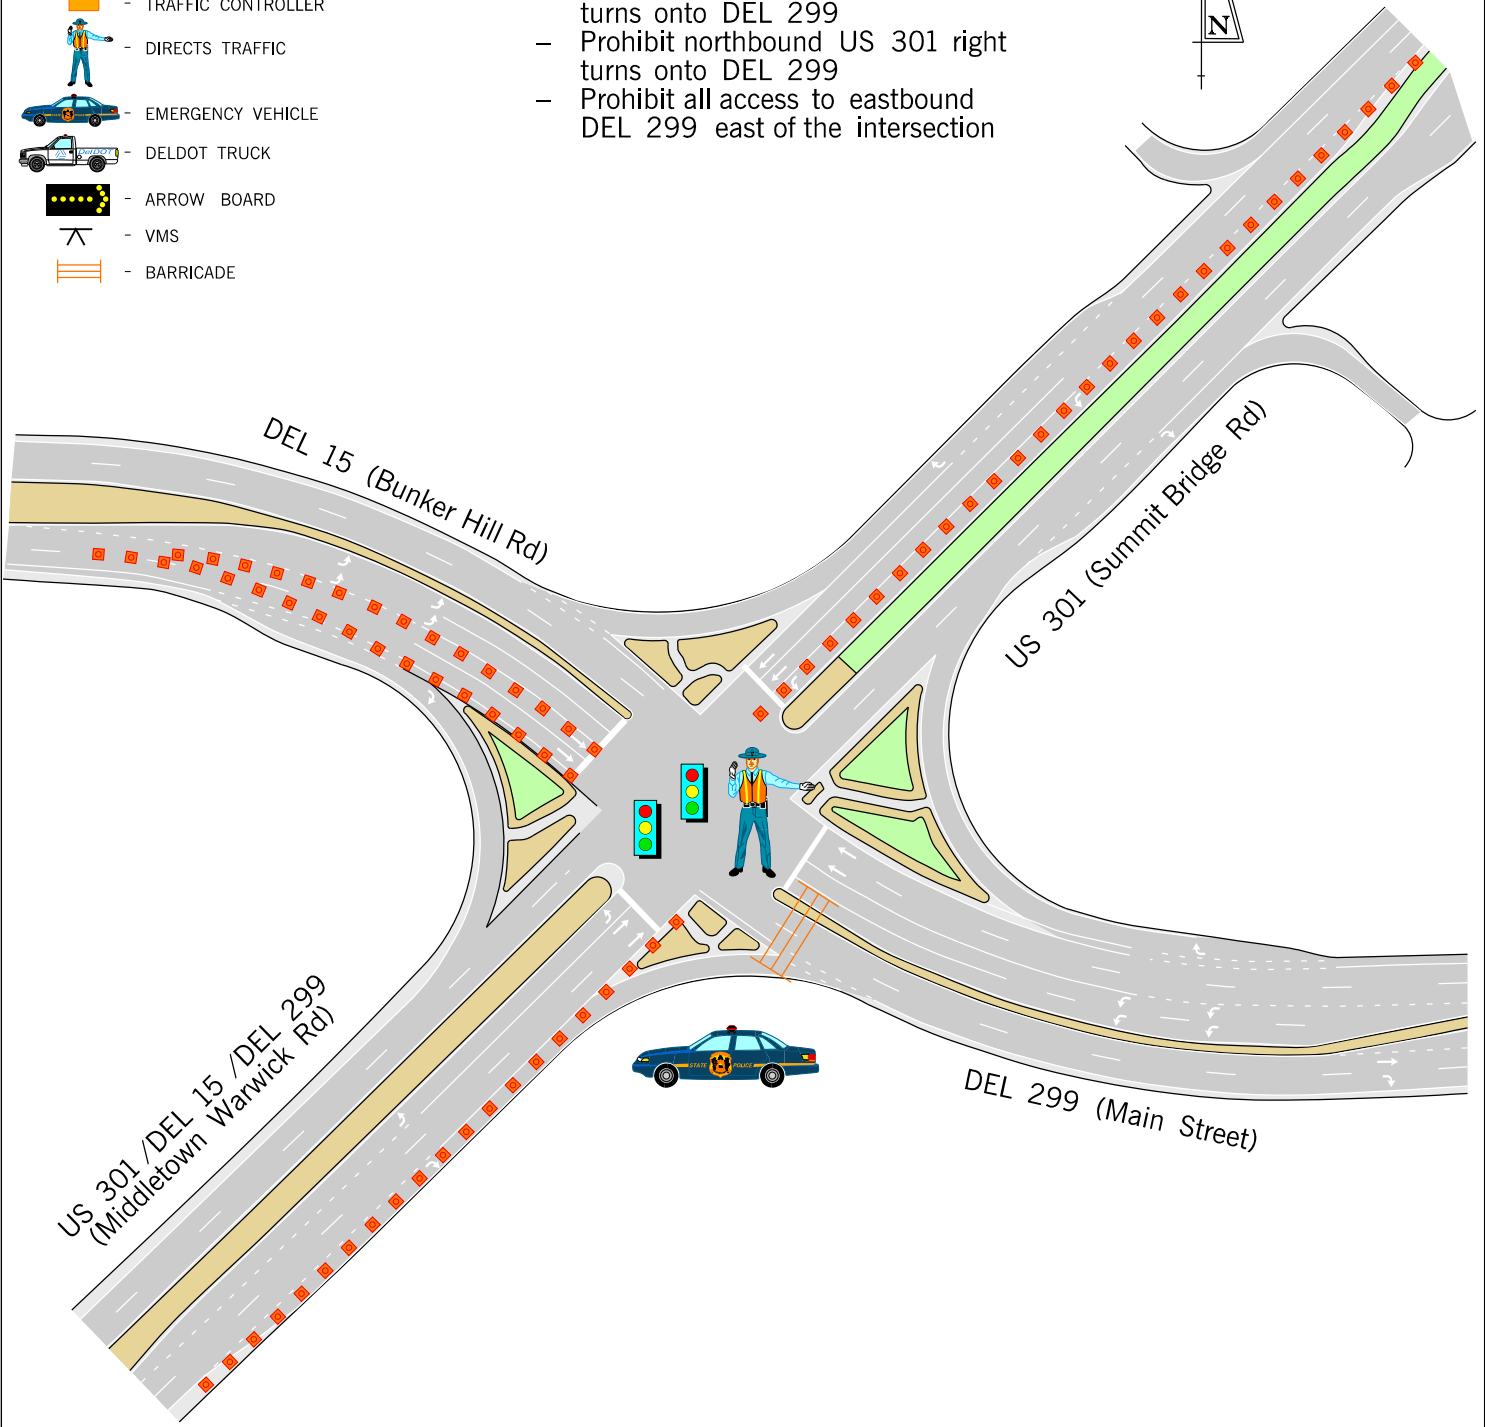 - TRAFFIC CONTROLLER
- DIRECTS TRAFFIC
- EMERGENCY VEHICLE
DelDOT
- DELDOT TRUCK
- ARROW BOARD
- VMS
- BARRICADE
turns onto DEL 299
– Prohibit northbound US 301 right
turns onto DEL 299
– Prohibit all access to eastbound
DEL 299 east of the intersection
N
DEL 15 (Bunker Hill Rd)
US 301 (Summit Bridge Rd)
US 301 /DEL 15 /DEL 299
(Middletown Warwick Rd)
STATE POLICE
DEL 299 (Main Street)